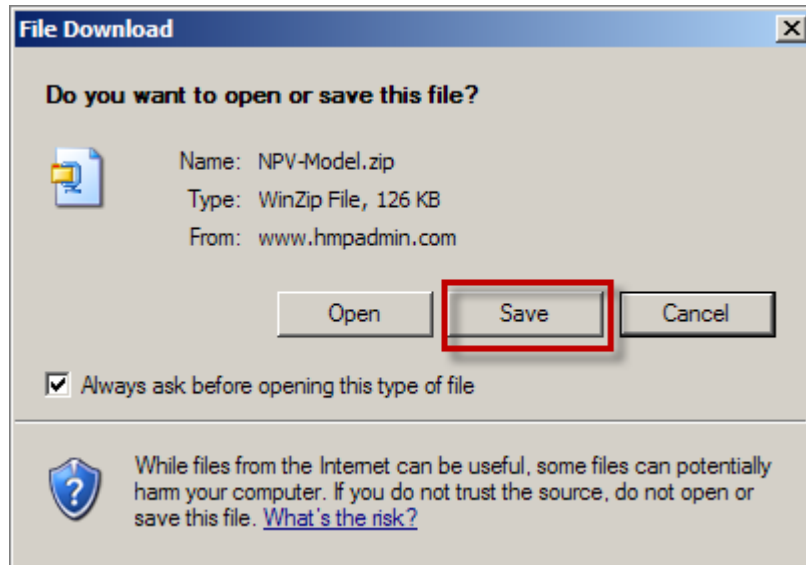 File Download
Do you want to open or save this file?
Name: NPV-Model.zip
Type: WinZip File, 126 KB
From: www.hmpadmin.com
Open Save Cancel
Always ask before opening this type of file
While files from the Internet can be useful, some files can potentially
harm your computer. If you do not trust the source, do not open or
save this file. What's the risk?